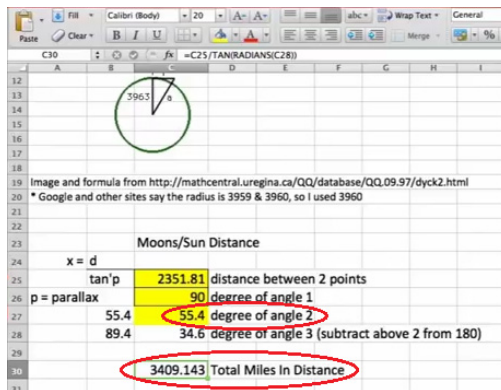 Fill Calibri (Body) 20 A- A- abc Wrap Text General
Paste Clear B I U A Merge %
C30 fx =C25/TAN(RADIANS(C28))
A B D E F G H I
12
13 3963 a
14
15
16
17
18
19 Image and formula from http://mathcentral.uregina.ca/QQ/database/QQ.09.97/dyck2.html
20 * Google and other sites say the radius is 3959 & 3960, so I used 3960
21
22
23 Moons/Sun Distance
24 x = d
25 tan'p 2351.81 distance between 2 points
26 p = parallax 90 degree of angle 1
27 55.4 55.4 degree of angle 2
28 89.4 34.6 degree of angle 3 (subtract above 2 from 180)
29
30 3409.143 Total Miles In Distance